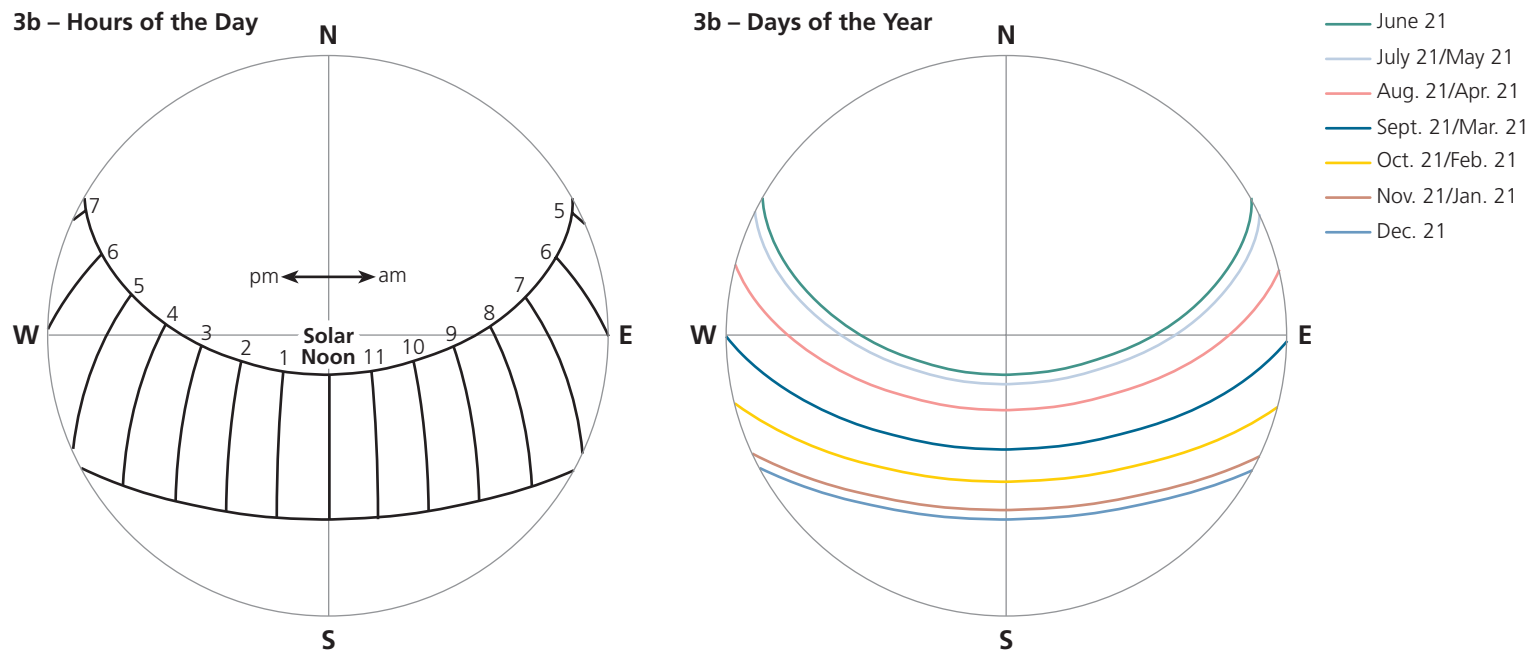 3b – Hours of the Day
N
7
6
5
4
3
2
1
Solar
Noon
11
10
9
8
7
6
5
pm
am
W
E
S
3b – Days of the Year
N
W
E
S
June 21
July 21/May 21
Aug. 21/Apr. 21
Sept. 21/Mar. 21
Oct. 21/Feb. 21
Nov. 21/Jan. 21
Dec. 21